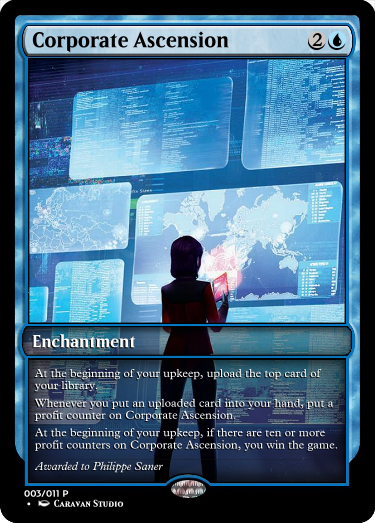 Corporate Ascension 2
Enchantment
At the beginning of your upkeep, upload the top card of
your library.
Whenever you put an uploaded card into your hand, put a
profit counter on Corporate Ascension.
At the beginning of your upkeep, if there are ten or more
profit counters on Corporate Ascension, you win the game.
Awarded to Philippe Saner
003/011 P
• Caravan Studio